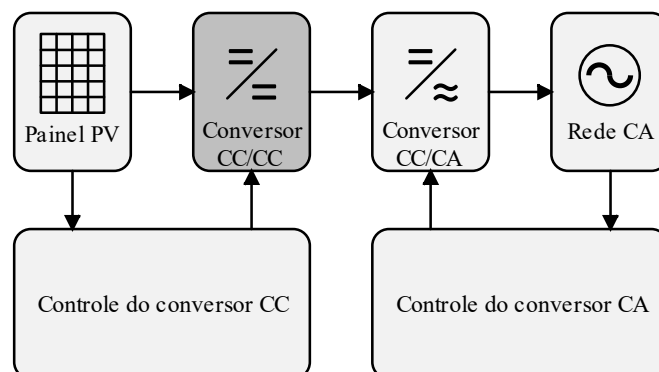 Painel PV
Conversor
CC/CC
Conversor
CC/CA
Rede CA
Controle do conversor CC
Controle do conversor CA